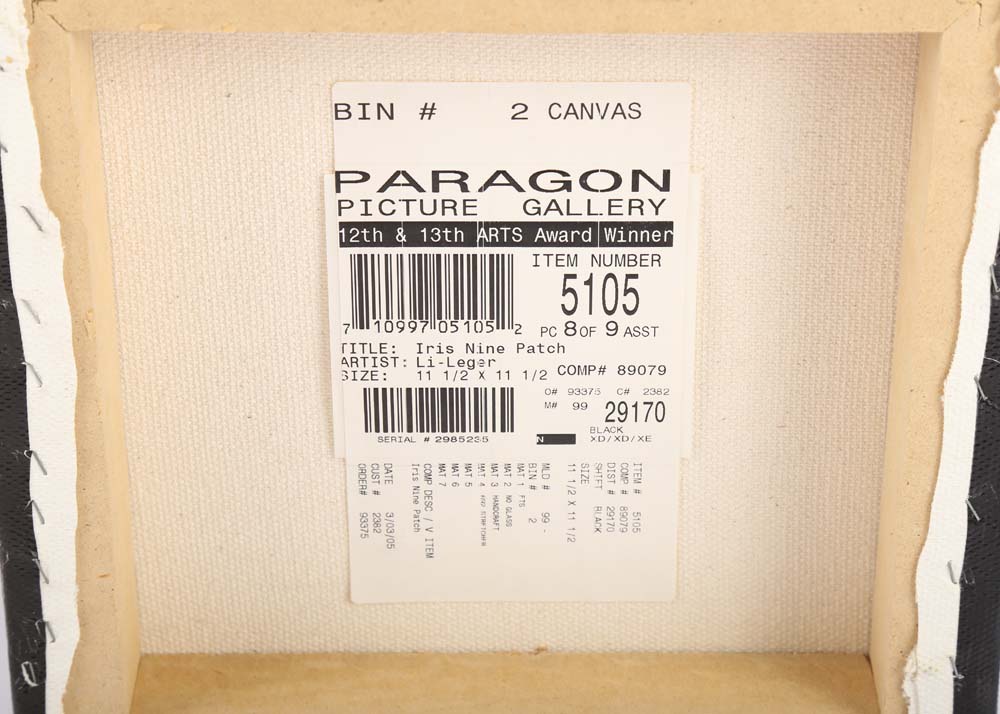 BIN # 2 CANVAS
PARAGON
PICTURE GALLERY
12th & 13th ARTS Award Winner
ITEM NUMBER
5105
7 10997 05105 2
PC 8 OF 9 ASST
TITLE: Iris Nine Patch
ARTIST: Li-Leger
SIZE: 11 1/2 X 11 1/2
COMP# 89079
O# 93375 C# 2382
M# 99 29170
SERIAL # 2985235
N
BLACK
XD/XD/XE
ITEM # 5105
COMP # 89079
DIST # 29170
SHIFT BLACK
SIZE
11 1/2 X 11 1/2
MLD # 99 -
BIN # 2
MAT 1 PTS
MAT 2 NO GLASS
MAT 3 HANDCRAFT
MAT 4
MAT 5
MAT 6
MAT 7
COMP DESC / V ITEM
Iris Nine Patch
DATE 3/03/05
CUST # 2382
ORDER# 93375